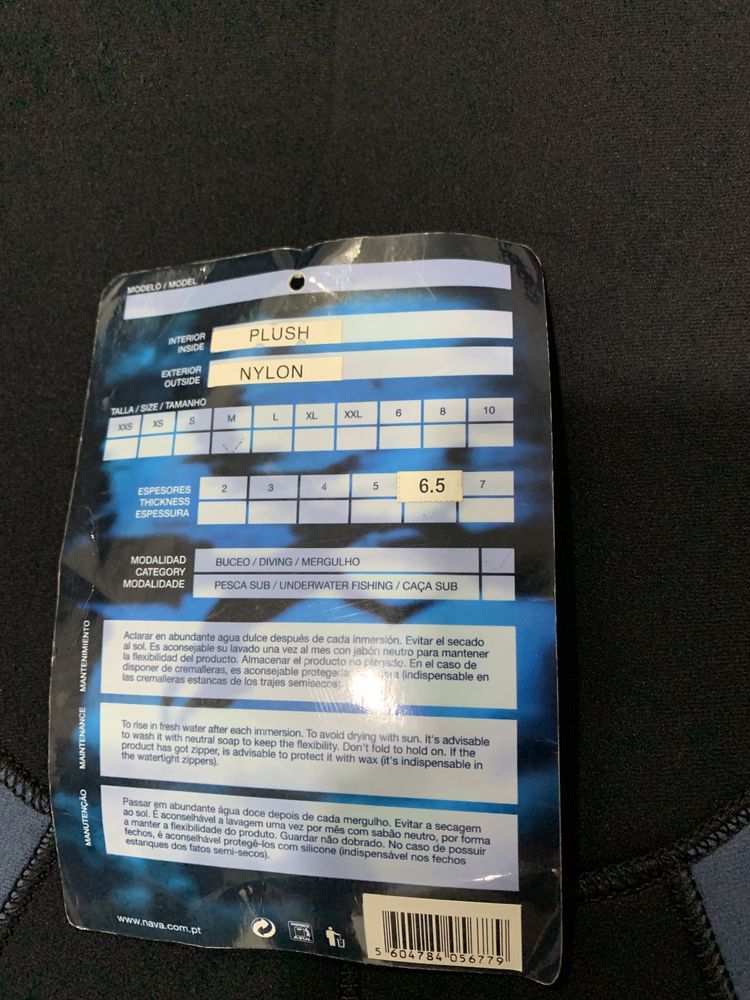 MODELO / MODEL
INTERIOR
INSIDE
PLUSH
EXTERIOR
OUTSIDE
NYLON
TALLA / SIZE / TAMANHO
XXS XS S M L XL XXL 6 8 10
ESPESORES
THICKNESS
ESPESSURA
2 3 4 5 6.5 7
MODALIDAD
CATEGORY
MODALIDADE
BUCEO / DIVING / MERGULHO
PESCA SUB / UNDERWATER FISHING / CAÇA SUB
MANTENIMIENTO
Aclarar en abundante agua dulce después de cada inmersión. Evitar el secado
al sol. Es aconsejable su lavado una vez al mes con jabón neutro para mantener
la flexibilidad del producto. Almacenar el producto no plegado. En el caso de
disponer de cremalleras, es aconsejable (indispensable en
las cremalleras estancas de los trajes semisecos).
MAINTENANCE
To rise in fresh water after each immersion. To avoid drying with sun. It's advisable
to wash it with neutral soap to keep the flexibility. Don't fold to hold on. If the
product has got zipper, is advisable to protect it with wax (it's indispensable in
the watertight zippers).
MANUTENÇÃO
Passar em abundante água doce depois de cada mergulho. Evitar a secagem
ao sol. É aconselhável a lavagem uma vez por mês com sabão neutro, por forma
a manter a flexibilidade do produto. Guardar não dobrado. No caso de possuir
fechos, é aconselhável protegê-los com silicone (indispensável nos fechos
estanques dos fatos semi-secos).
www.nava.com.pt
AZUL
5 604784 056779